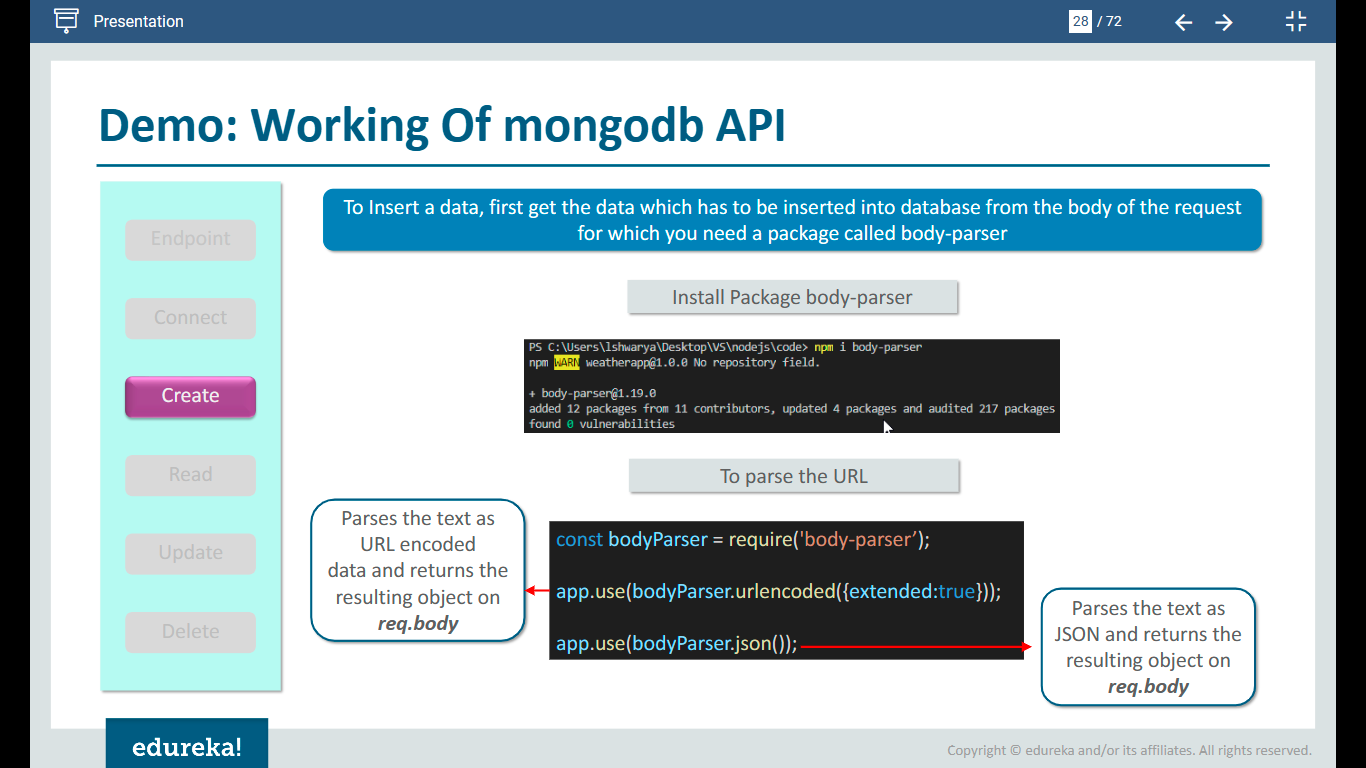 Presentation
28 / 72
Demo: Working Of mongodb API
Endpoint
Connect
Create
Read
Update
Delete
To Insert a data, first get the data which has to be inserted into database from the body of the request
for which you need a package called body-parser
Install Package body-parser
PS C:\Users\lshwarya\Desktop\VS\nodejs\code> npm i body-parser
npm WARN weatherapp@1.0.0 No repository field.
+ body-parser@1.19.0
added 12 packages from 11 contributors, updated 4 packages and audited 217 packages
found 0 vulnerabilities
To parse the URL
Parses the text as
URL encoded
data and returns the
resulting object on
req.body
const bodyParser = require('body-parser’);
app.use(bodyParser.urlencoded({extended:true}));
app.use(bodyParser.json());
Parses the text as
JSON and returns the
resulting object on
req.body
edureka!
Copyright © edureka and/or its affiliates. All rights reserved.